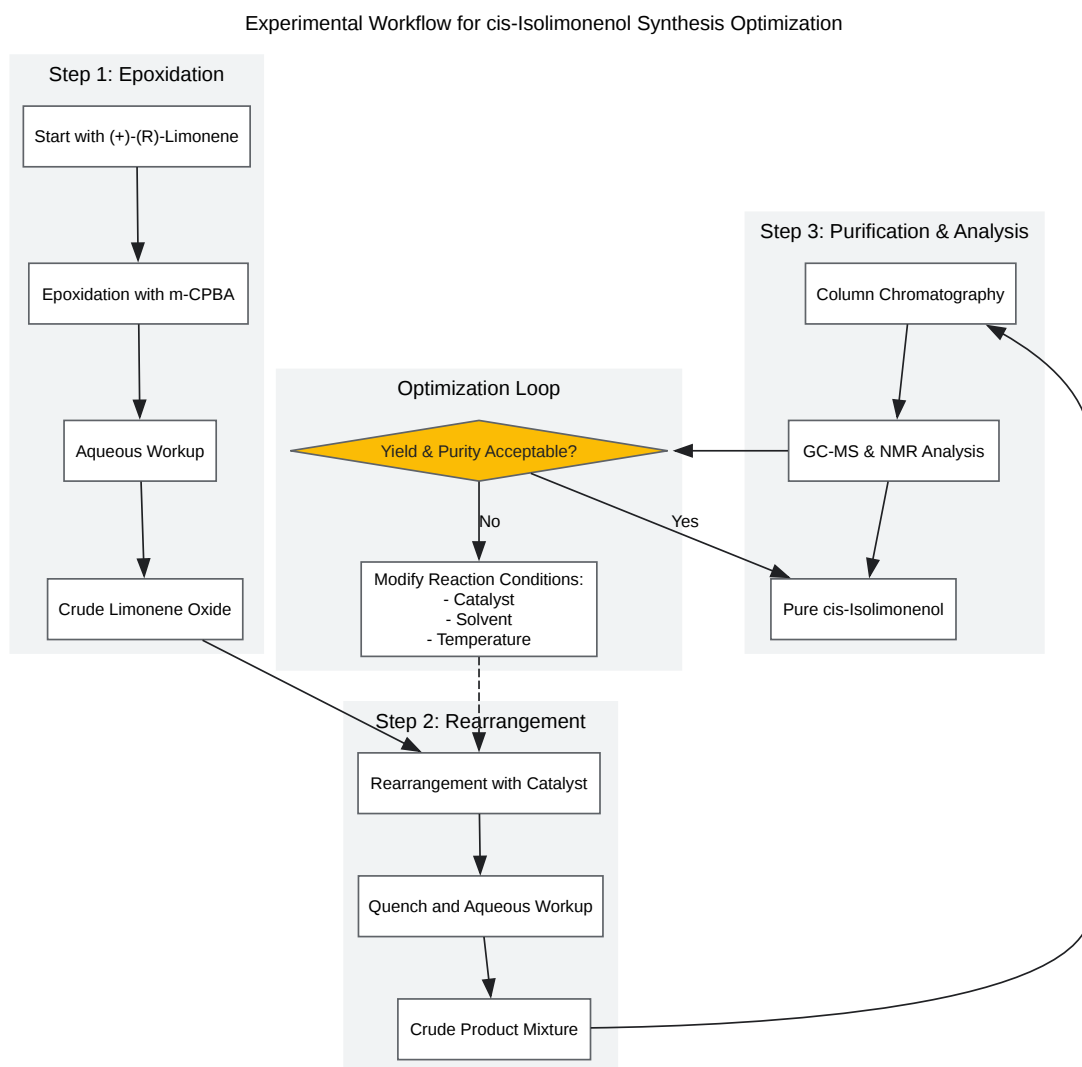 Experimental Workflow for cis-Isolimonenol Synthesis Optimization
Step 1: Epoxidation
Start with (+)-(R)-Limonene
Epoxidation with m-CPBA
Aqueous Workup
Crude Limonene Oxide
Optimization Loop
Yield & Purity Acceptable?
No
Yes
Modify Reaction Conditions:
- Catalyst
- Solvent
- Temperature
Step 2: Rearrangement
Rearrangement with Catalyst
Quench and Aqueous Workup
Crude Product Mixture
Step 3: Purification & Analysis
Column Chromatography
GC-MS & NMR Analysis
Pure cis-Isolimonenol